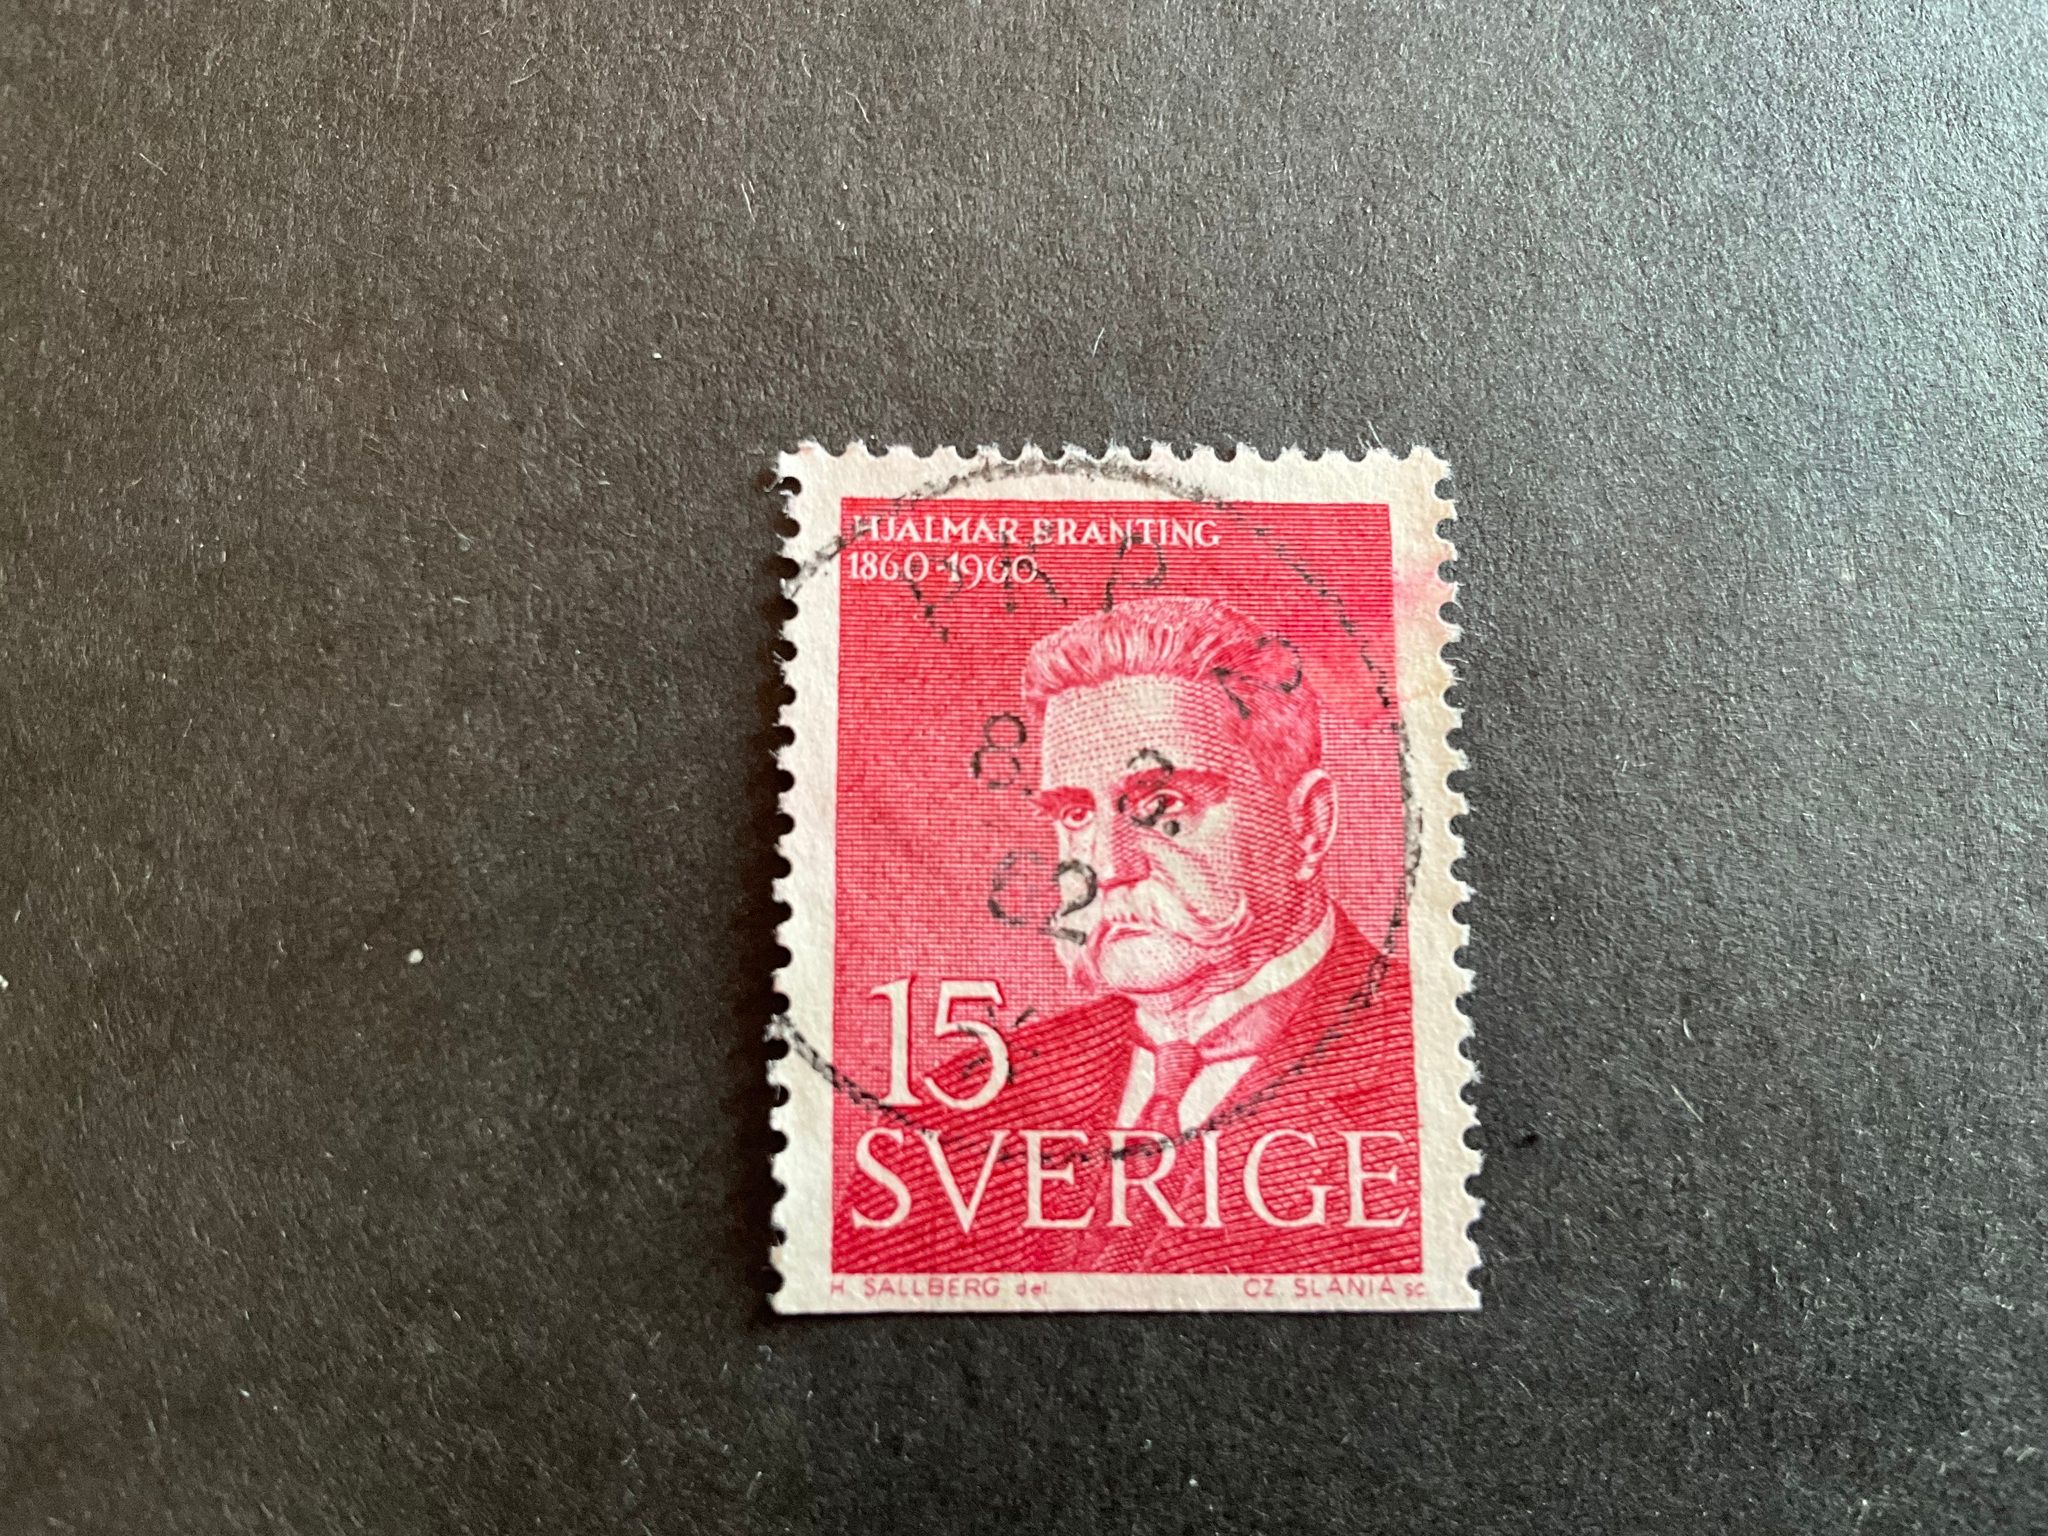 HJALMAR BRANTING
1860-1960
15
SVERIGE
H. SALLBERG del.
CZ. SLANIA sc.